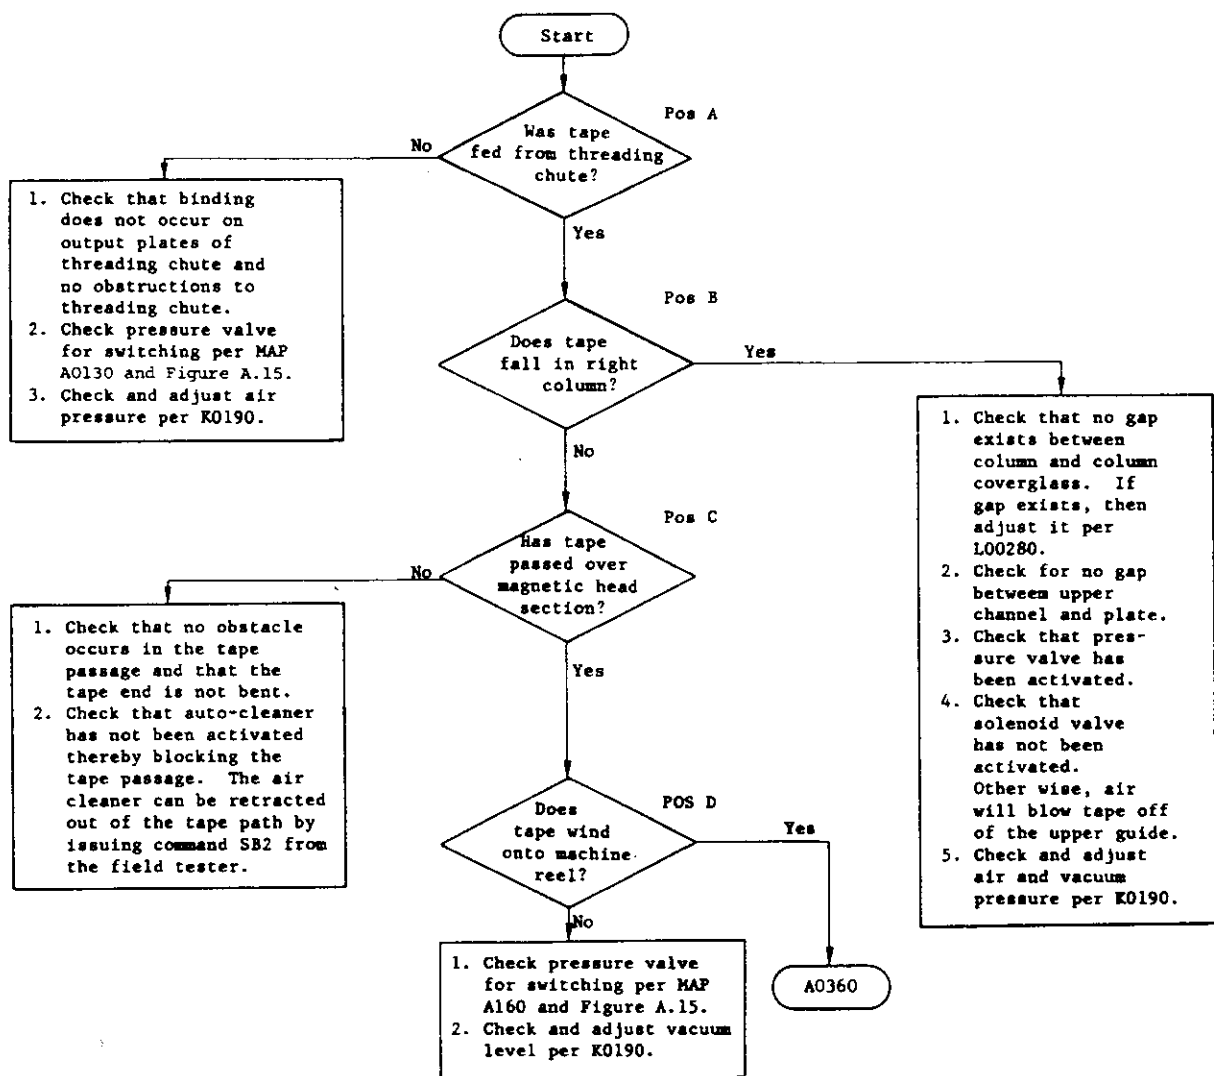 Start
Pos A
Was tape
fed from threading
chute?
No
Yes
1. Check that binding
does not occur on
output plates of
threading chute and
no obstructions to
threading chute.
2. Check pressure valve
for switching per MAP
A0130 and Figure A.15.
3. Check and adjust air
pressure per K0190.
Pos B
Does tape
fall in right
column?
Yes
No
1. Check that no gap
exists between
column and column
coverglass. If
gap exists, then
adjust it per
L00280.
2. Check for no gap
betweem upper
channel and plate.
3. Check that pres-
sure valve has
been activated.
4. Check that
solenoid valve
has not been
activated.
Other wise, air
will blow tape off
of the upper guide.
5. Check and adjust
air and vacuum
pressure per K0190.
Pos C
Has tape
passed over
magnetic head
section?
No
Yes
1. Check that no obstacle
occurs in the tape
passage and that the
tape end is not bent.
2. Check that auto-cleaner
has not been activated
thereby blocking the
tape passage. The air
cleaner can be retracted
out of the tape path by
issuing command SB2 from
the field tester.
POS D
Does
tape wind
onto machine
reel?
Yes
No
1. Check pressure valve
for switching per MAP
A160 and Figure A.15.
2. Check and adjust vacuum
level per K0190.
A0360